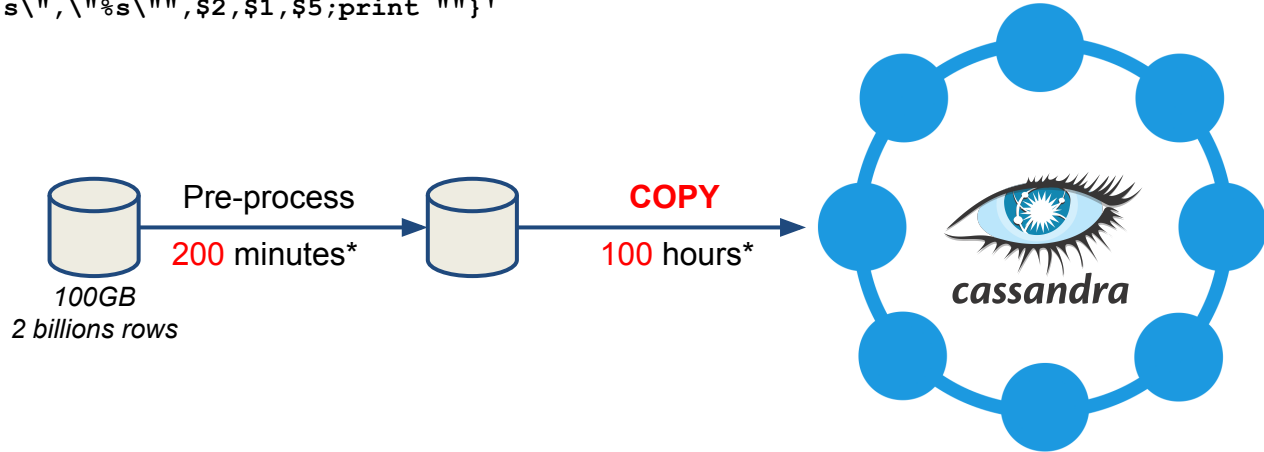 s\",\"%s\"",$2,$1,$5;print ""}'
Pre-process
200 minutes*
COPY
100 hours*
100GB
2 billions rows
cassandra